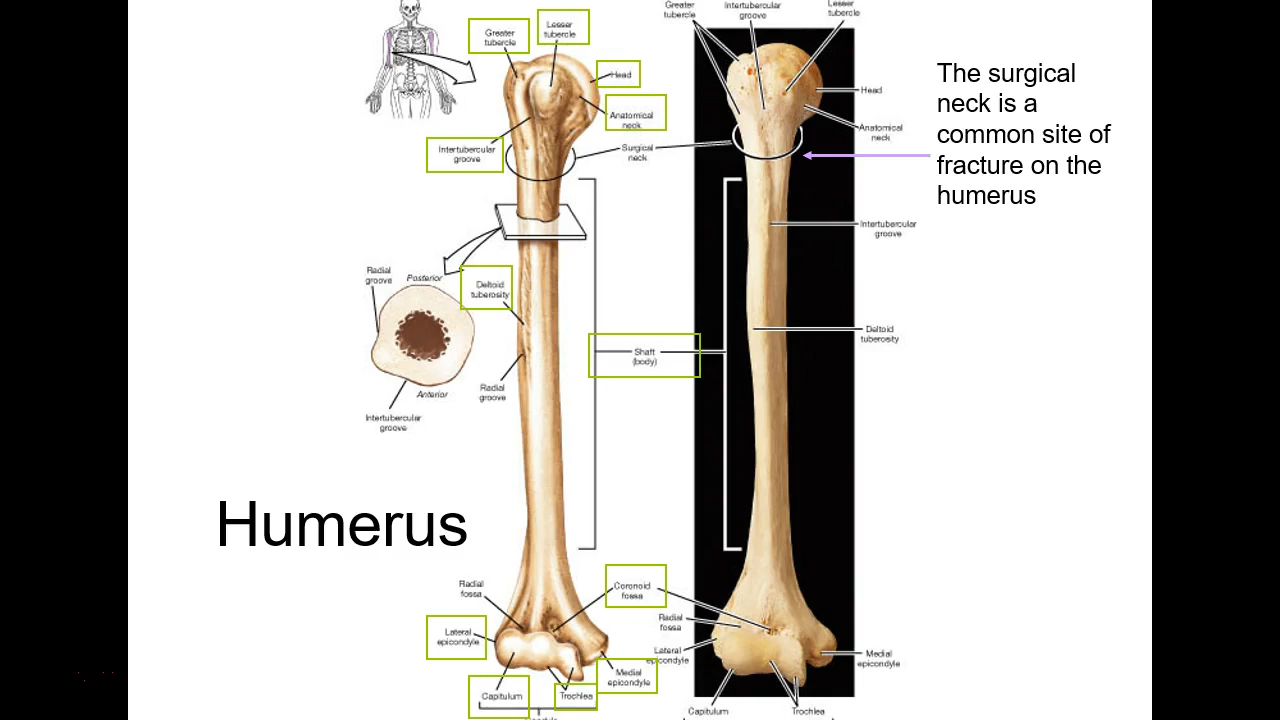 Greater
tubercle
Lesser
tubercle
Head
Anatomical
neck
Intertubercular
groove
Surgical
neck
Radial
groove
Posterior
Anterior
Intertubercular
groove
Deltoid
tuberosity
Radial
groove
Shaft
(body)
Humerus
Radial
fossa
Coronoid
fossa
Lateral
epicondyle
Capitulum
Trochlea
Medial
epicondyle
Greater
tubercle
Intertubercular
groove
Lesser
tubercle
Head
Anatomical
neck
Intertubercular
groove
Deltoid
tuberosity
Radial
fossa
Lateral
epicondyle
Medial
epicondyle
Capitulum
Trochlea
The surgical
neck is a
common site of
fracture on the
humerus